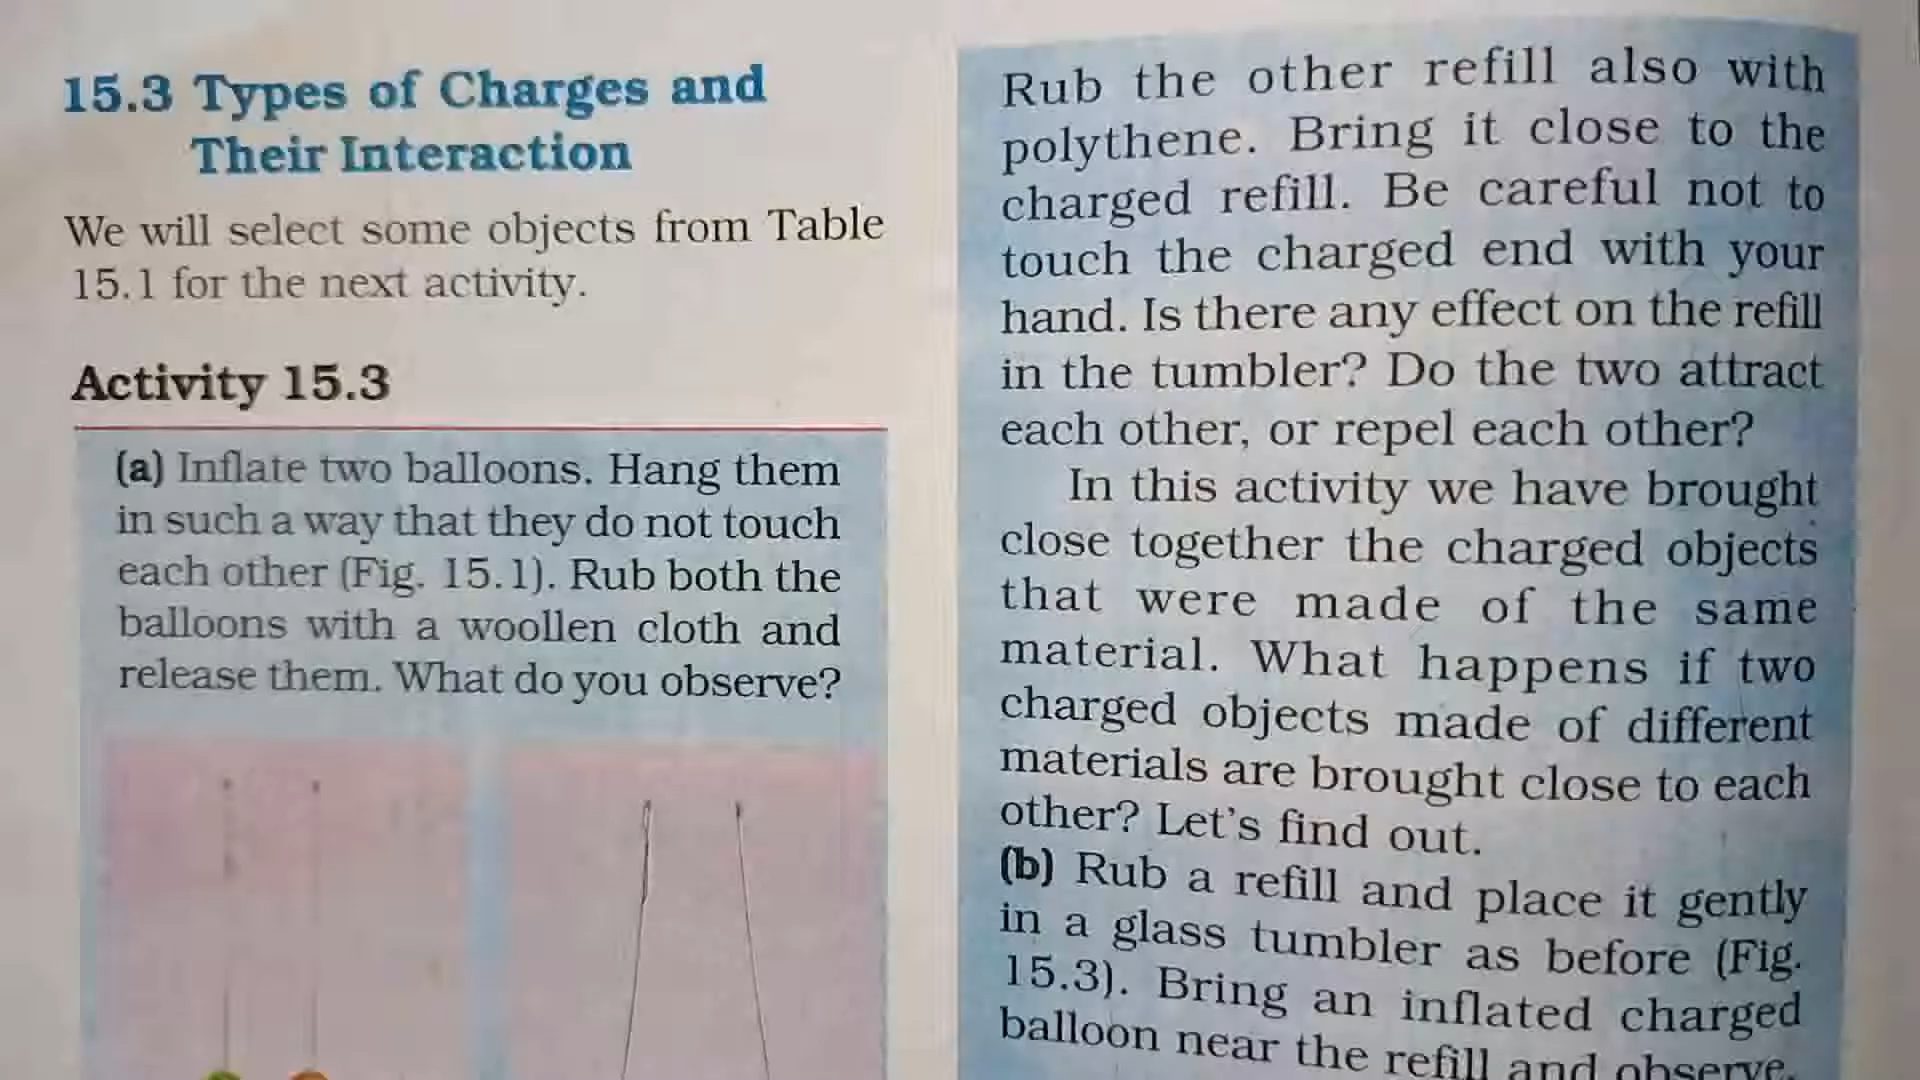 15.3 Types of Charges and
Their Interaction
We will select some objects from Table
15.1 for the next activity.
Activity 15.3
(a) Inflate two balloons. Hang them
in such a way that they do not touch
each other (Fig. 15.1). Rub both the
balloons with a woollen cloth and
release them. What do you observe?
Rub the other refill also with
polythene. Bring it close to the
charged refill. Be careful not to
touch the charged end with your
hand. Is there any effect on the refill
in the tumbler? Do the two attract
each other, or repel each other?
In this activity we have brought
close together the charged objects
that were made of the same
material. What happens if two
charged objects made of different
materials are brought close to each
other? Let's find out.
(b) Rub a refill and place it gently
in a glass tumbler as before (Fig.
15.3). Bring an inflated charged
balloon near the refill and observe.